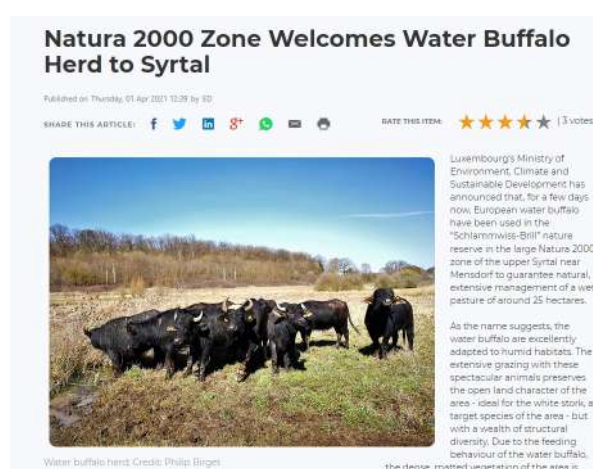 Natura 2000 Zone Welcomes Water Buffalo
Herd to Syrtal
Published on Thursday, 01 Apr 2021 12:29 by SD
SHARE THIS ARTICLE:
RATE THIS ITEM:
| 3 votes
Luxembourg's Ministry of
Environment, Climate and
Sustainable Development has
announced that, for a few days
now, European water buffalo
have been used in the
"Schlammwiss-Brill" nature
reserve in the large Natura 2000
zone of the upper Syrtal near
Mensdorf to guarantee natural,
extensive management of a wet
pasture of around 25 hectares.
As the name suggests, the
water buffalo are excellently
adapted to humid habitats. The
extensive grazing with these
spectacular animals preserves
the open land character of the
area - ideal for the white stork, a
target species of the area - but
with a wealth of structural
diversity. Due to the feeding
behaviour of the water buffalo,
the dense, matted vegetation of the area is
Water buffalo herd; Credit: Philip Birget